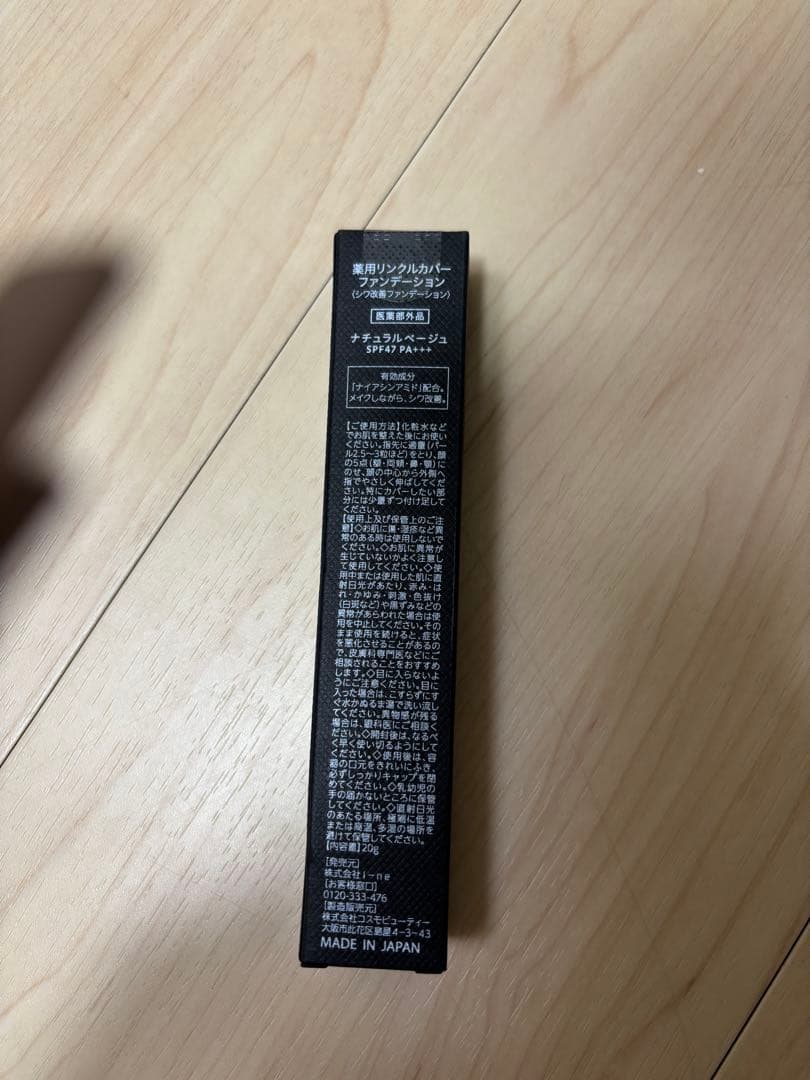 薬用リンクルカバー
ファンデーション
〈シワ改善ファンデーション〉
医薬部外品
ナチュラルベージュ
SPF47 PA+++
有効成分
「ナイアシンアミド」配合。
メイクしながら、シワ改善。
【ご使用方法】化粧水など
でお肌を整えた後にお使い
ください。指先に適量(パー
ル2.5～3粒ほど)をとり、顔
の5点(額・両頬・鼻・顎)に
のせ、顔の中心から外側へ
指でやさしく伸ばしてくだ
さい。特にカバーしたい部
分には少量ずつ付け足して
ください。
【使用上及び保管上のご注
意】◇お肌に傷・湿疹など異
常のある時は使用しないで
ください。◇お肌に異常が
生じていないかよく注意し
て使用してください。◇使
用中または使用した肌に直
射日光があたり、赤み・は
れ・かゆみ・刺激・色抜け
(白斑など)や黒ずみなどの
異常があらわれた場合は使
用を中止してください。その
まま使用を続けると、症状
を悪化させることがあるの
で、皮膚科専門医などにご
相談されることをおすすめ
します。◇目に入らないよ
うにご注意ください。目に
入った場合は、こすらずにす
ぐ水かぬるま湯で洗い流し
てください。異物感が残る
場合は、眼科医にご相談く
ださい。◇開封後は、なるべ
く早く使い切るようにして
ください。◇使用後は、容
器の口元をきれいにふき、
必ずしっかりキャップを閉
めてください。◇乳幼児の
手の届かないところに保管
してください。◇直射日光
のあたる場所、極端に低温
または高温、多湿の場所を
避けて保管してください。
【内容量】20g
[発売元]
株式会社I-ne
[お客様窓口]
0120-333-476
[製造販売元]
株式会社コスモビューティー
大阪市此花区島屋4-3-43
MADE IN JAPAN